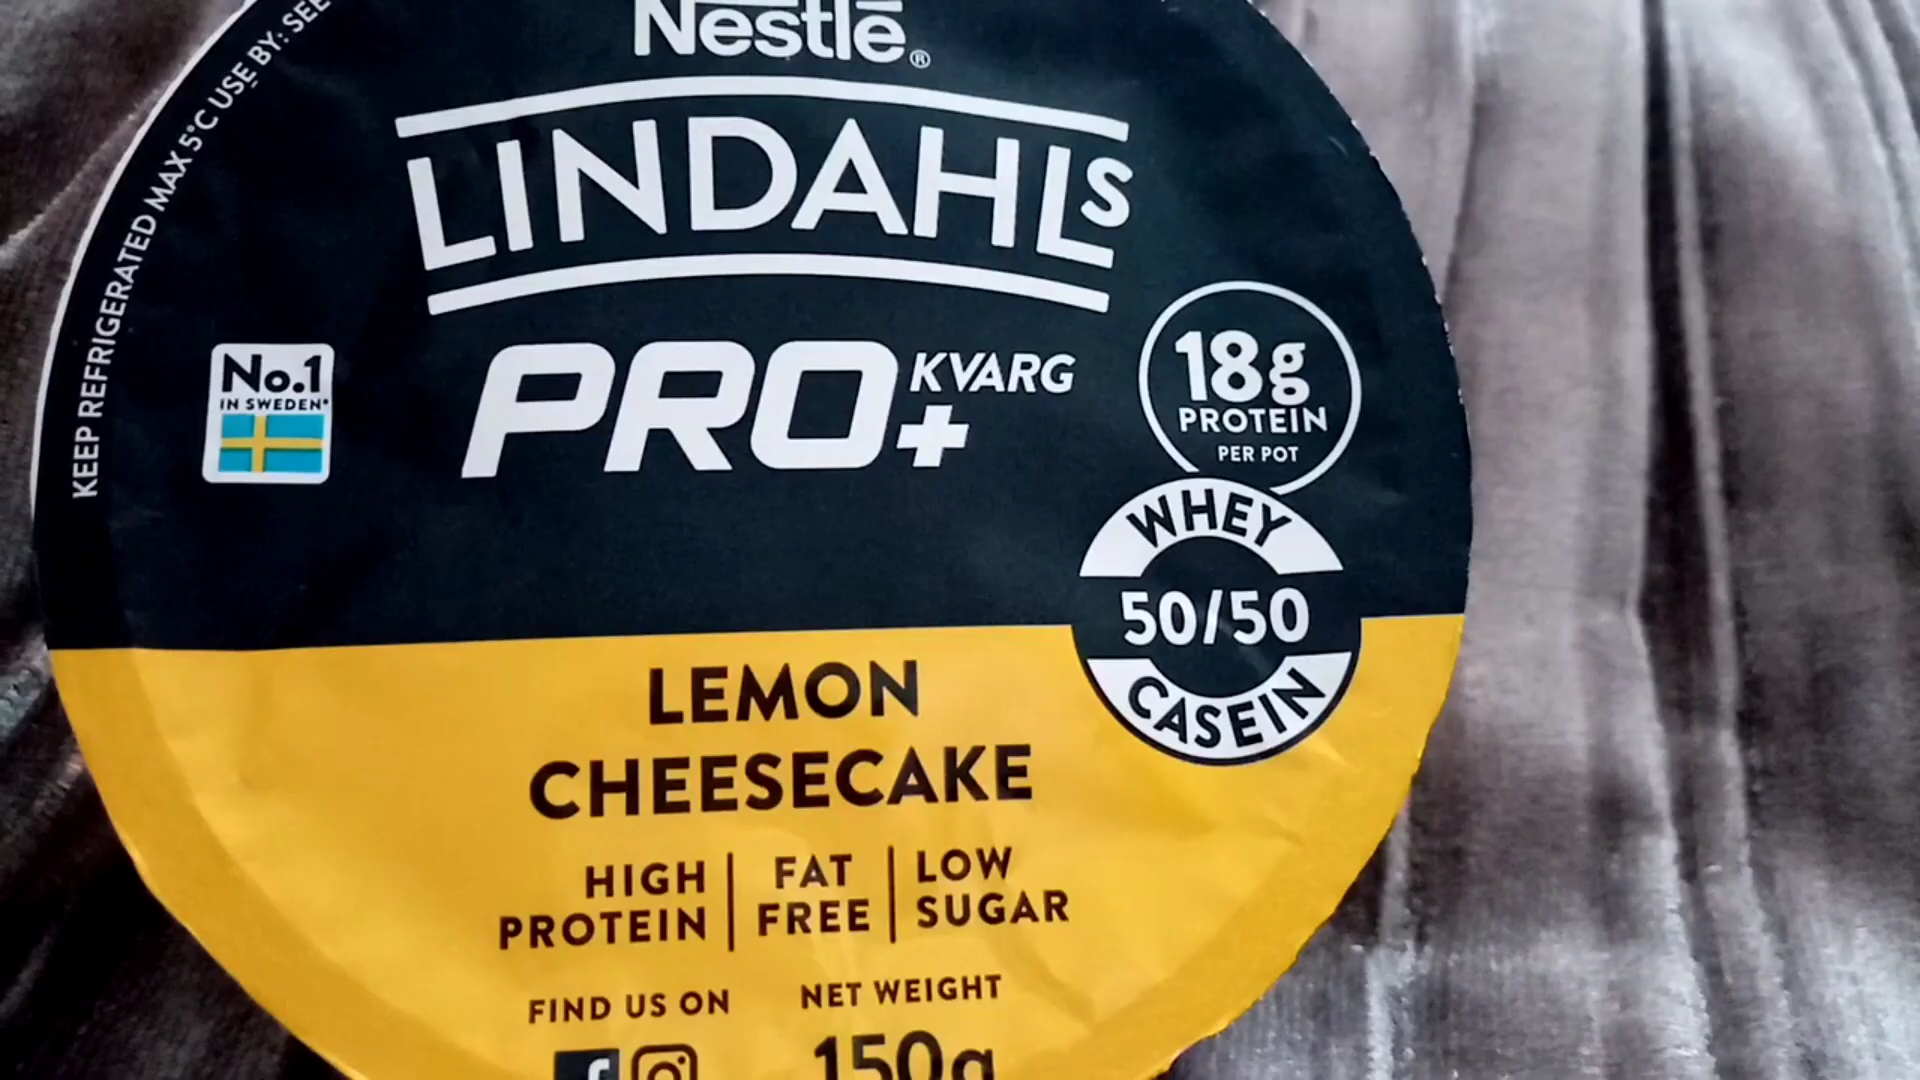 Nestlé®
LINDAHLS
PRO+ KVARG
No.1
IN SWEDEN*
18g
PROTEIN
PER POT
WHEY
50/50
CASEIN
LEMON
CHEESECAKE
HIGH
PROTEIN
FAT
FREE
LOW
SUGAR
FIND US ON
NET WEIGHT
150g
KEEP REFRIGERATED MAX 5°C USE BY: SEE